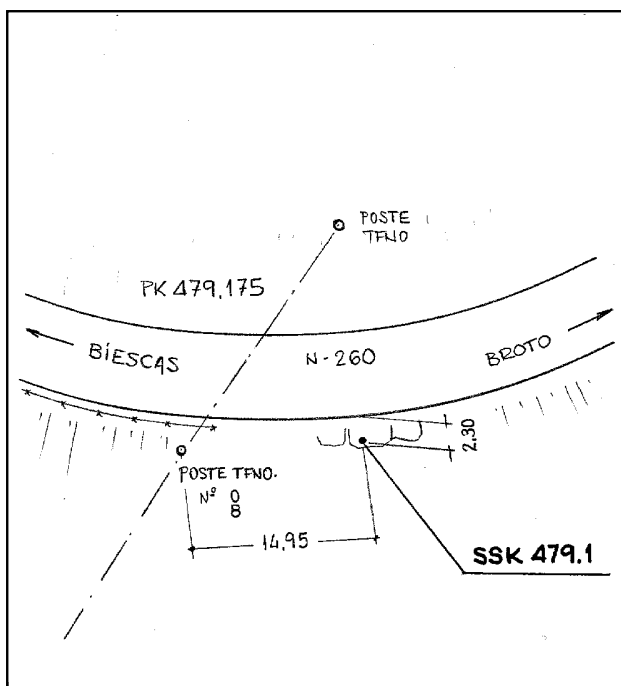 POSTE
TFNO
PK 479,175
BIESCAS
N-260
BROTO
2,30
POSTE TFNO.
Nº 0
8
14,95
SSK 479.1